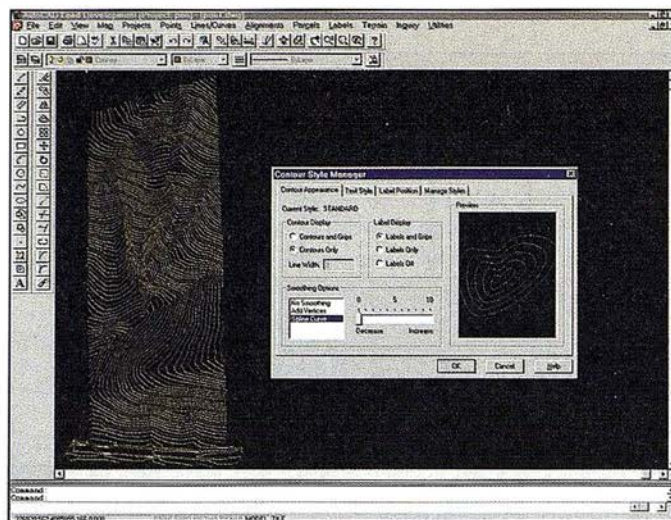 File Edit View Map Projects Points Lines/Curves Alignments Parcels Labels Terrain Inquiry Utilities
ByLayer
ByLayer
Contour Style Manager
Contour Appearance Text Style Label Position Manage Styles
Current Style: STANDARD
Preview
Contour Display
Label Display
Contours and Grips
Labels and Grips
Contours Only
Labels Only
Line Width:
Labels Off
Smoothing Options
No Smoothing
Add Vertices
Spline Curve
0 5 10
Decrease Increase
OK Cancel Help
Command:
Command:
MODEL TILE